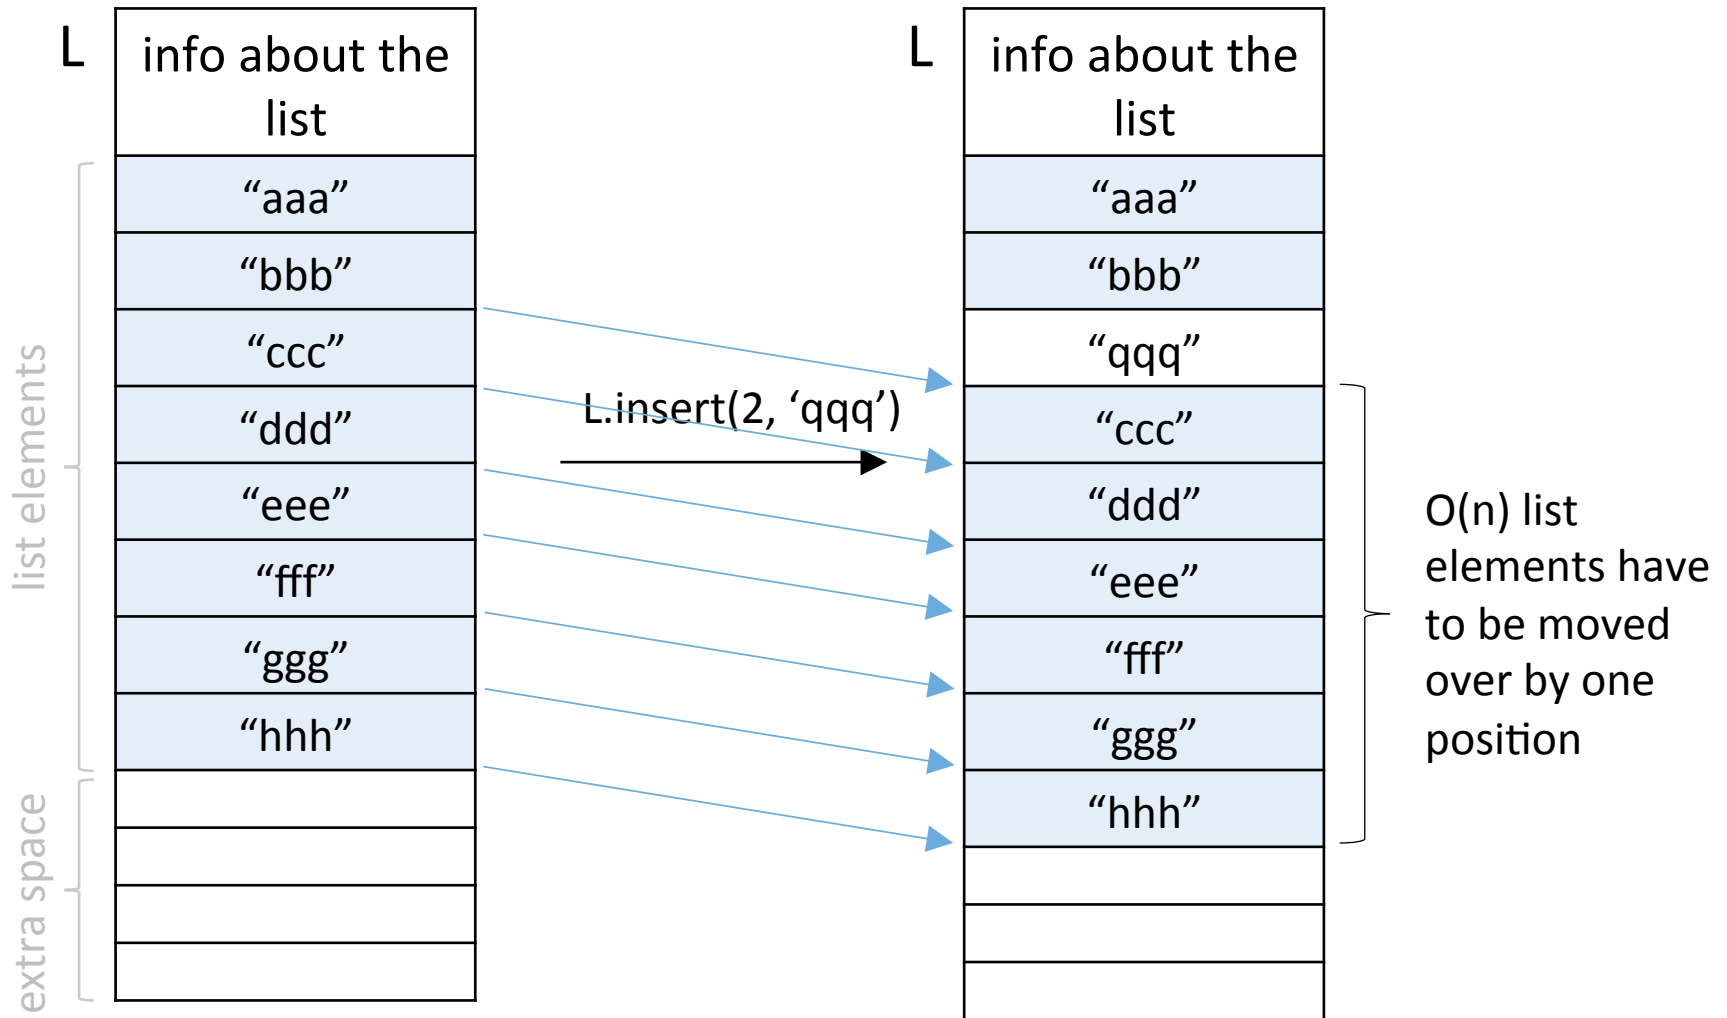 L
info about the
list
“aaa”
“bbb”
“ccc”
“ddd”
“eee”
“fff”
“ggg”
“hhh”
list elements
extra space
L.insert(2, ‘qqq’)
L
info about the
list
“aaa”
“bbb”
“qqq”
“ccc”
“ddd”
“eee”
“fff”
“ggg”
“hhh”
O(n) list
elements have
to be moved
over by one
position